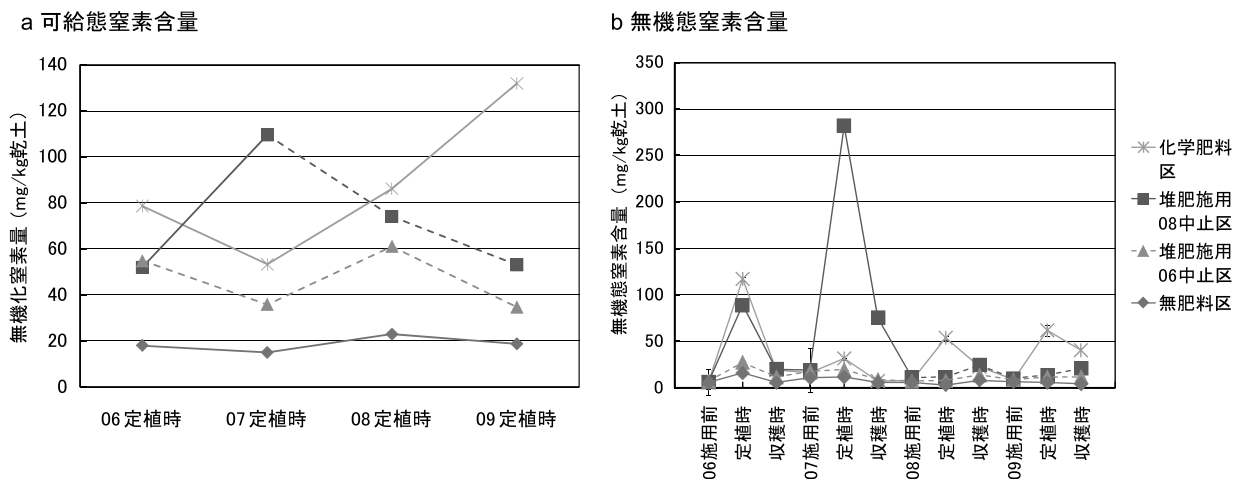 a 可給態窒素含量
無機化窒素量（mg/kg乾土）
140
120
100
80
60
40
20
0
06定植時
07定植時
08定植時
09定植時
b 無機態窒素含量
無機態窒素含量（mg/kg乾土）
350
300
250
200
150
100
50
0
06施用前
定植時
収穫時
07施用前
定植時
収穫時
08施用前
定植時
収穫時
09施用前
定植時
収穫時
化学肥料
区
堆肥施用
08中止区
堆肥施用
06中止区
無肥料区